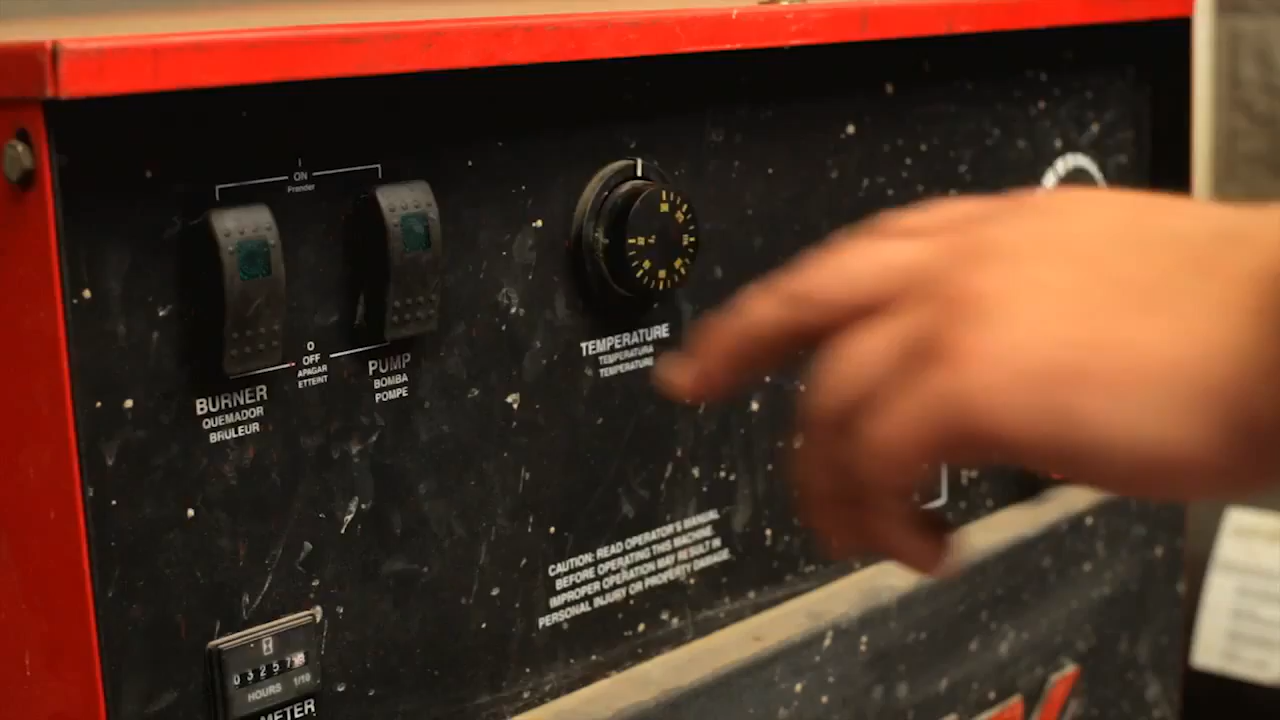 I
ON
Prender
O
OFF
APAGAR
ETTEINT
BURNER
QUEMADOR
BRULEUR
PUMP
BOMBA
POMPE
TEMPERATURE
TEMPERATURA
TEMPERATURE
CAUTION: READ OPERATOR'S MANUAL
BEFORE OPERATING THIS MACHINE.
IMPROPER OPERATION MAY RESULT IN
PERSONAL INJURY OR PROPERTY DAMAGE.
03257
HOURS 1/10
METER